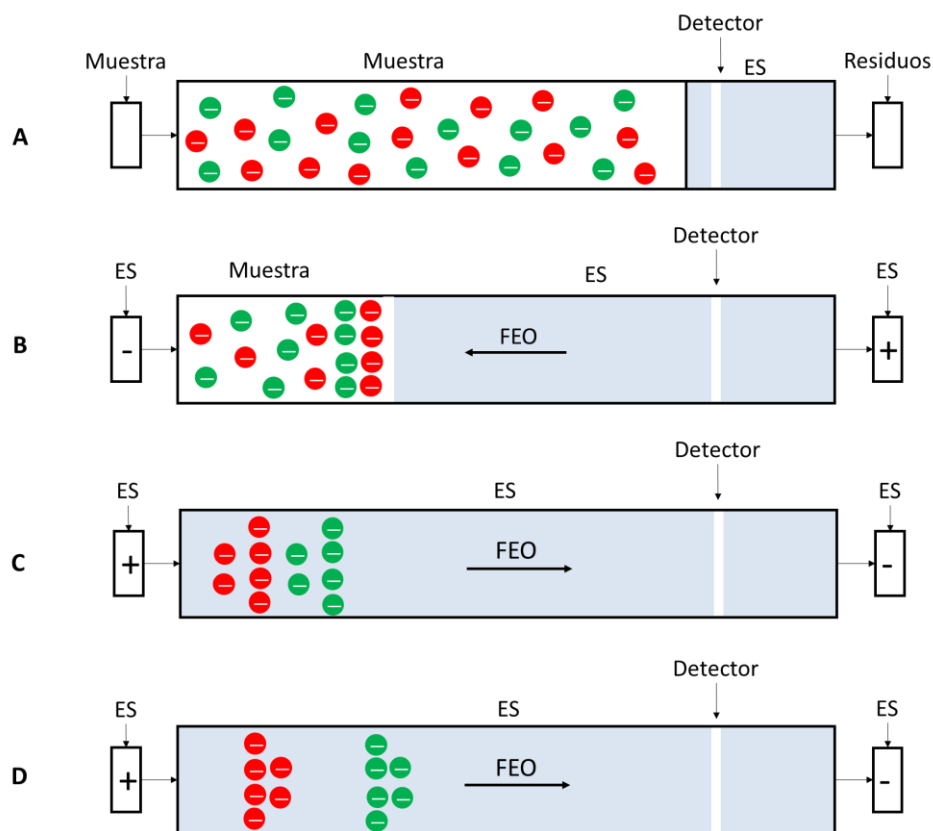 Detector
Muestra Muestra ES Residuos
A
Detector
ES Muestra ES ES
B - FEO +
Detector
ES ES ES
C + FEO -
Detector
ES ES ES
D + FEO -